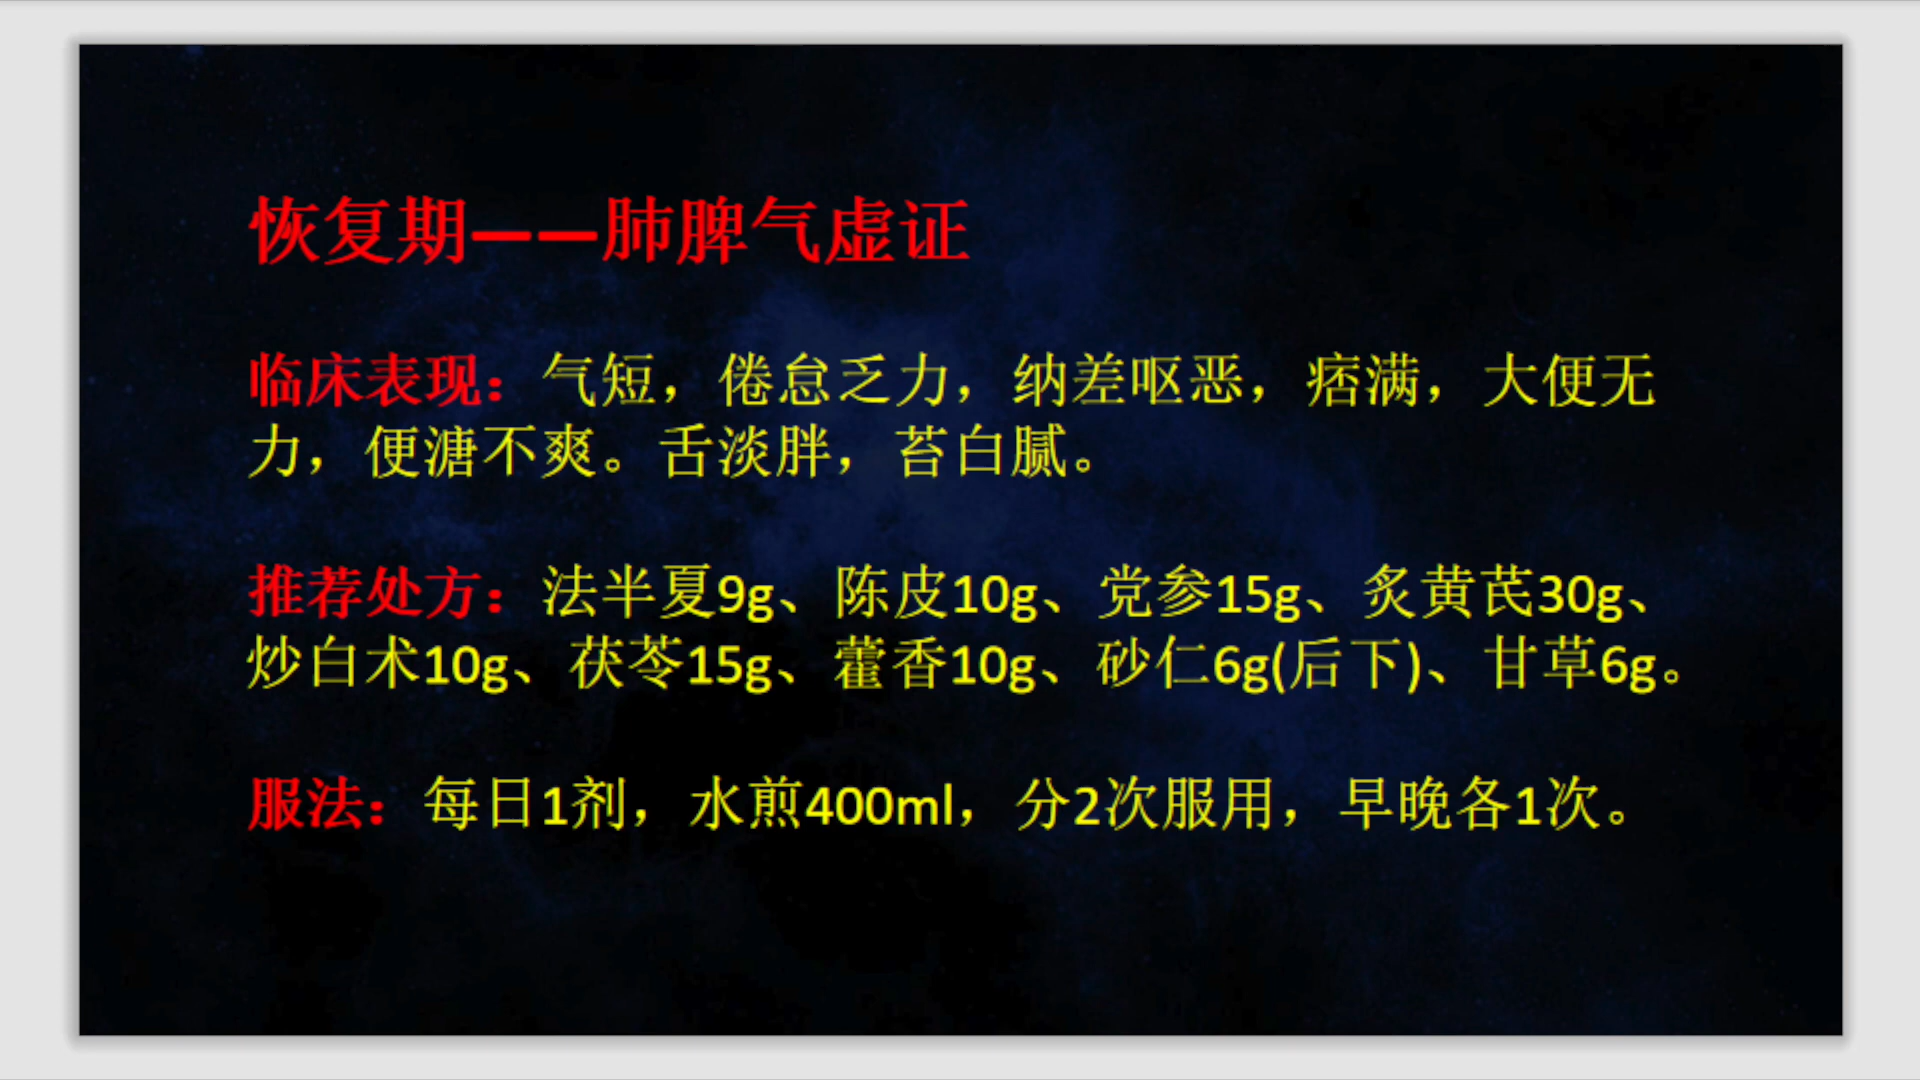 恢复期——肺脾气虚证
临床表现：气短，倦怠乏力，纳差呕恶，痞满，大便无
力，便溏不爽。舌淡胖，苔白腻。
推荐处方：法半夏9g、陈皮10g、党参15g、炙黄芪30g、
炒白术10g、茯苓15g、藿香10g、砂仁6g(后下)、甘草6g。
服法：每日1剂，水煎400ml，分2次服用，早晚各1次。